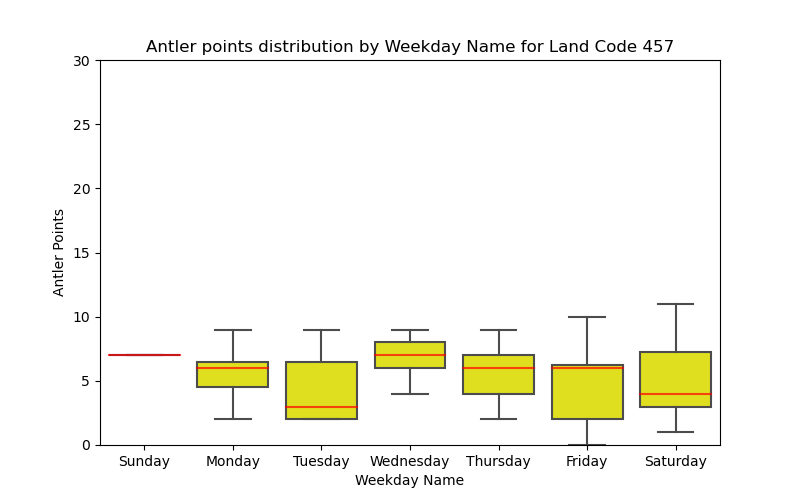 Antler points distribution by Weekday Name for Land Code 457
30
25
20
15
10
5
0
Antler Points
Sunday Monday Tuesday Wednesday Thursday Friday Saturday
Weekday Name